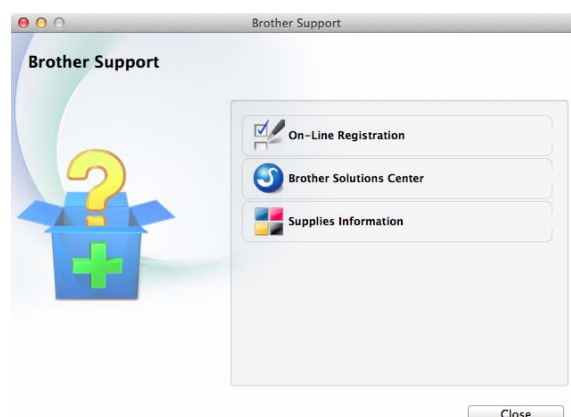 Brother Support
Brother Support
On-Line Registration
Brother Solutions Center
Supplies Information
Close